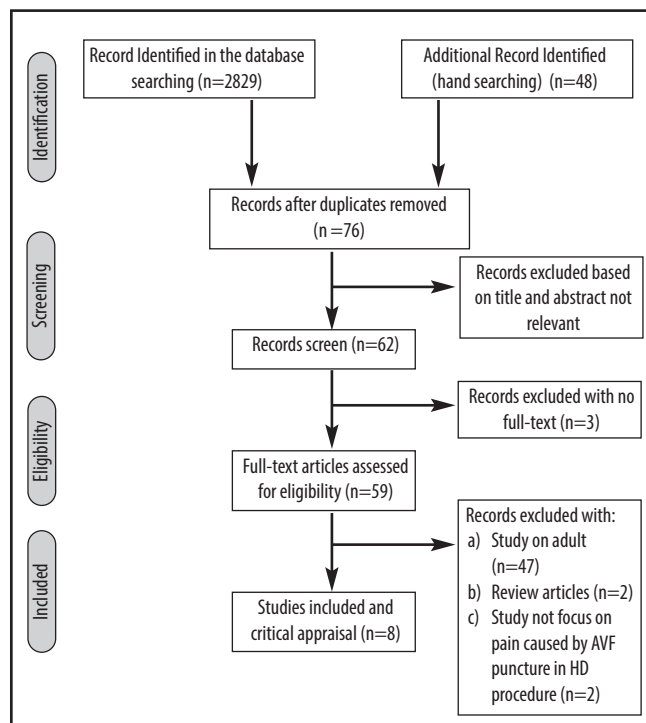 Identification
Record Identified in the database
searching (n=2829)
Additional Record Identified
(hand searching) (n=48)
Records after duplicates removed
(n =76)
Screening
Records excluded based
on title and abstract not
relevant
Records screen (n=62)
Records excluded with no
full-text (n=3)
Eligibility
Full-text articles assessed
for eligibility (n=59)
Included
Records excluded with:
a) Study on adult
(n=47)
b) Review articles (n=2)
c) Study not focus on
pain caused by AVF
puncture in HD
procedure (n=2)
Studies included and
critical appraisal (n=8)